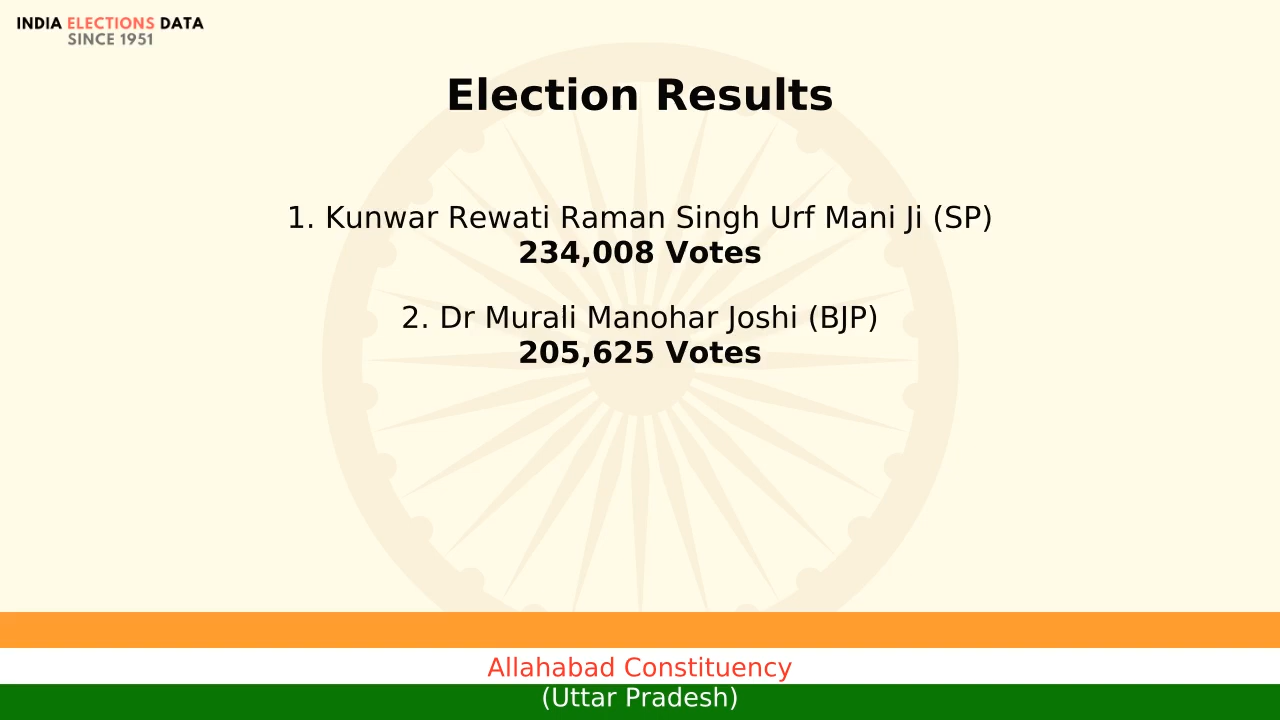 INDIA ELECTIONS DATA
SINCE 1951
Election Results
1. Kunwar Rewati Raman Singh Urf Mani Ji (SP)
234,008 Votes
2. Dr Murali Manohar Joshi (BJP)
205,625 Votes
Allahabad Constituency
(Uttar Pradesh)